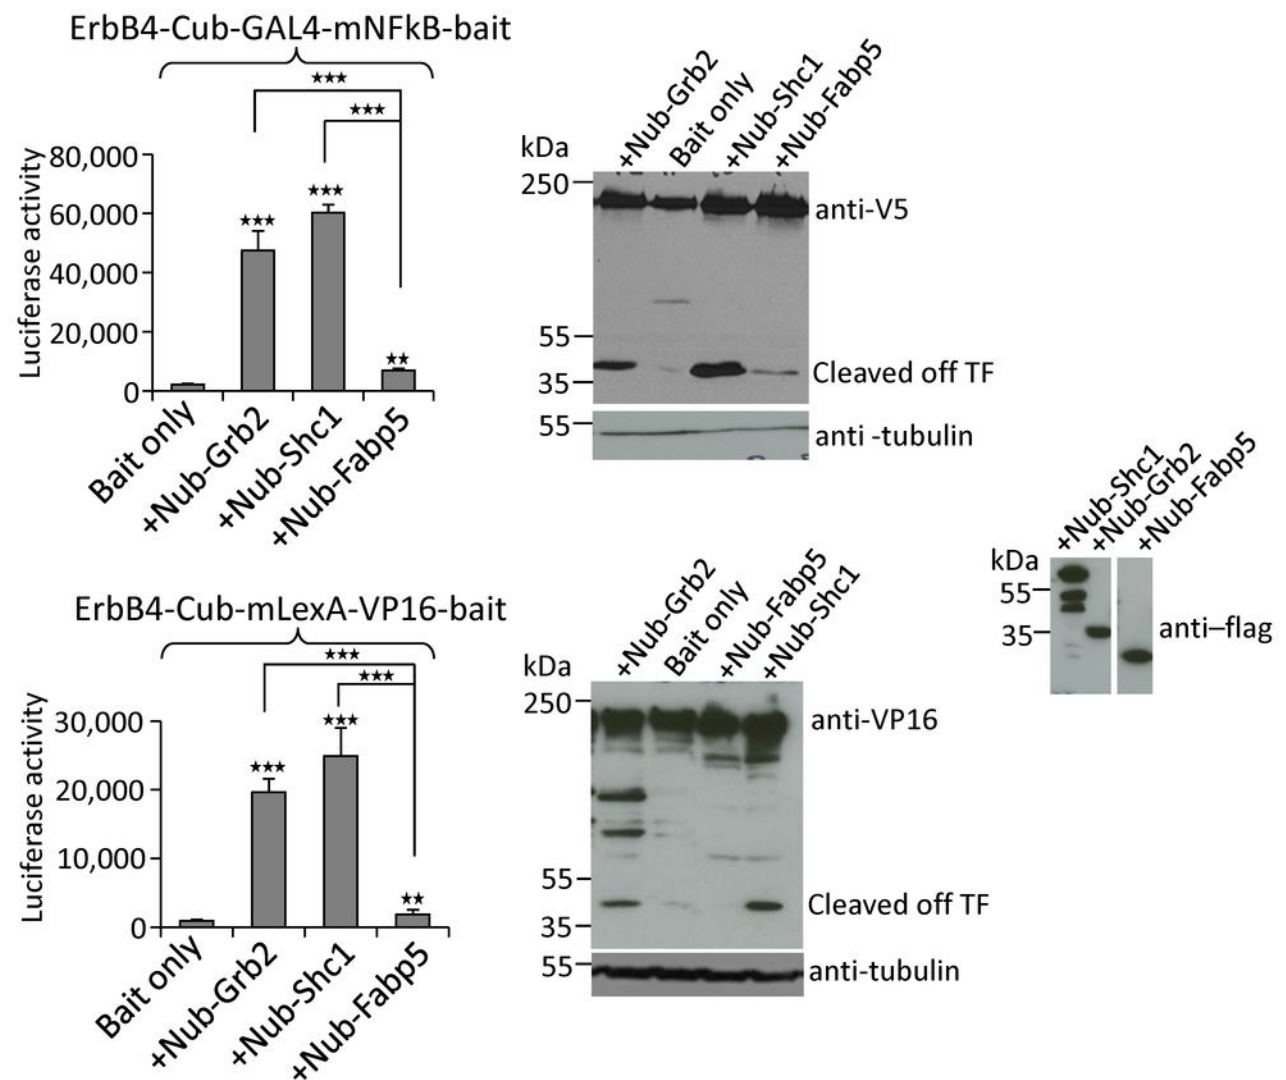 ErbB4-Cub-GAL4-mNFkB-bait
★★★
★★★
Luciferase activity
80,000
60,000
40,000
20,000
0
★★★
★★★
★★
Bait only
+Nub-Grb2
+Nub-Shc1
+Nub-Fabp5
+Nub-Grb2
Bait only
+Nub-Shc1
+Nub-Fabp5
kDa
250
anti-V5
55
35
Cleaved off TF
55
anti -tubulin
+Nub-Shc1
+Nub-Grb2
+Nub-Fabp5
kDa
55
35
anti–flag
ErbB4-Cub-mLexA-VP16-bait
★★★
★★★
Luciferase activity
30,000
20,000
10,000
0
★★★
★★★
★★
Bait only
+Nub-Grb2
+Nub-Shc1
+Nub-Fabp5
+Nub-Grb2
Bait only
+Nub-Fabp5
+Nub-Shc1
kDa
250
anti-VP16
55
35
Cleaved off TF
55
anti-tubulin